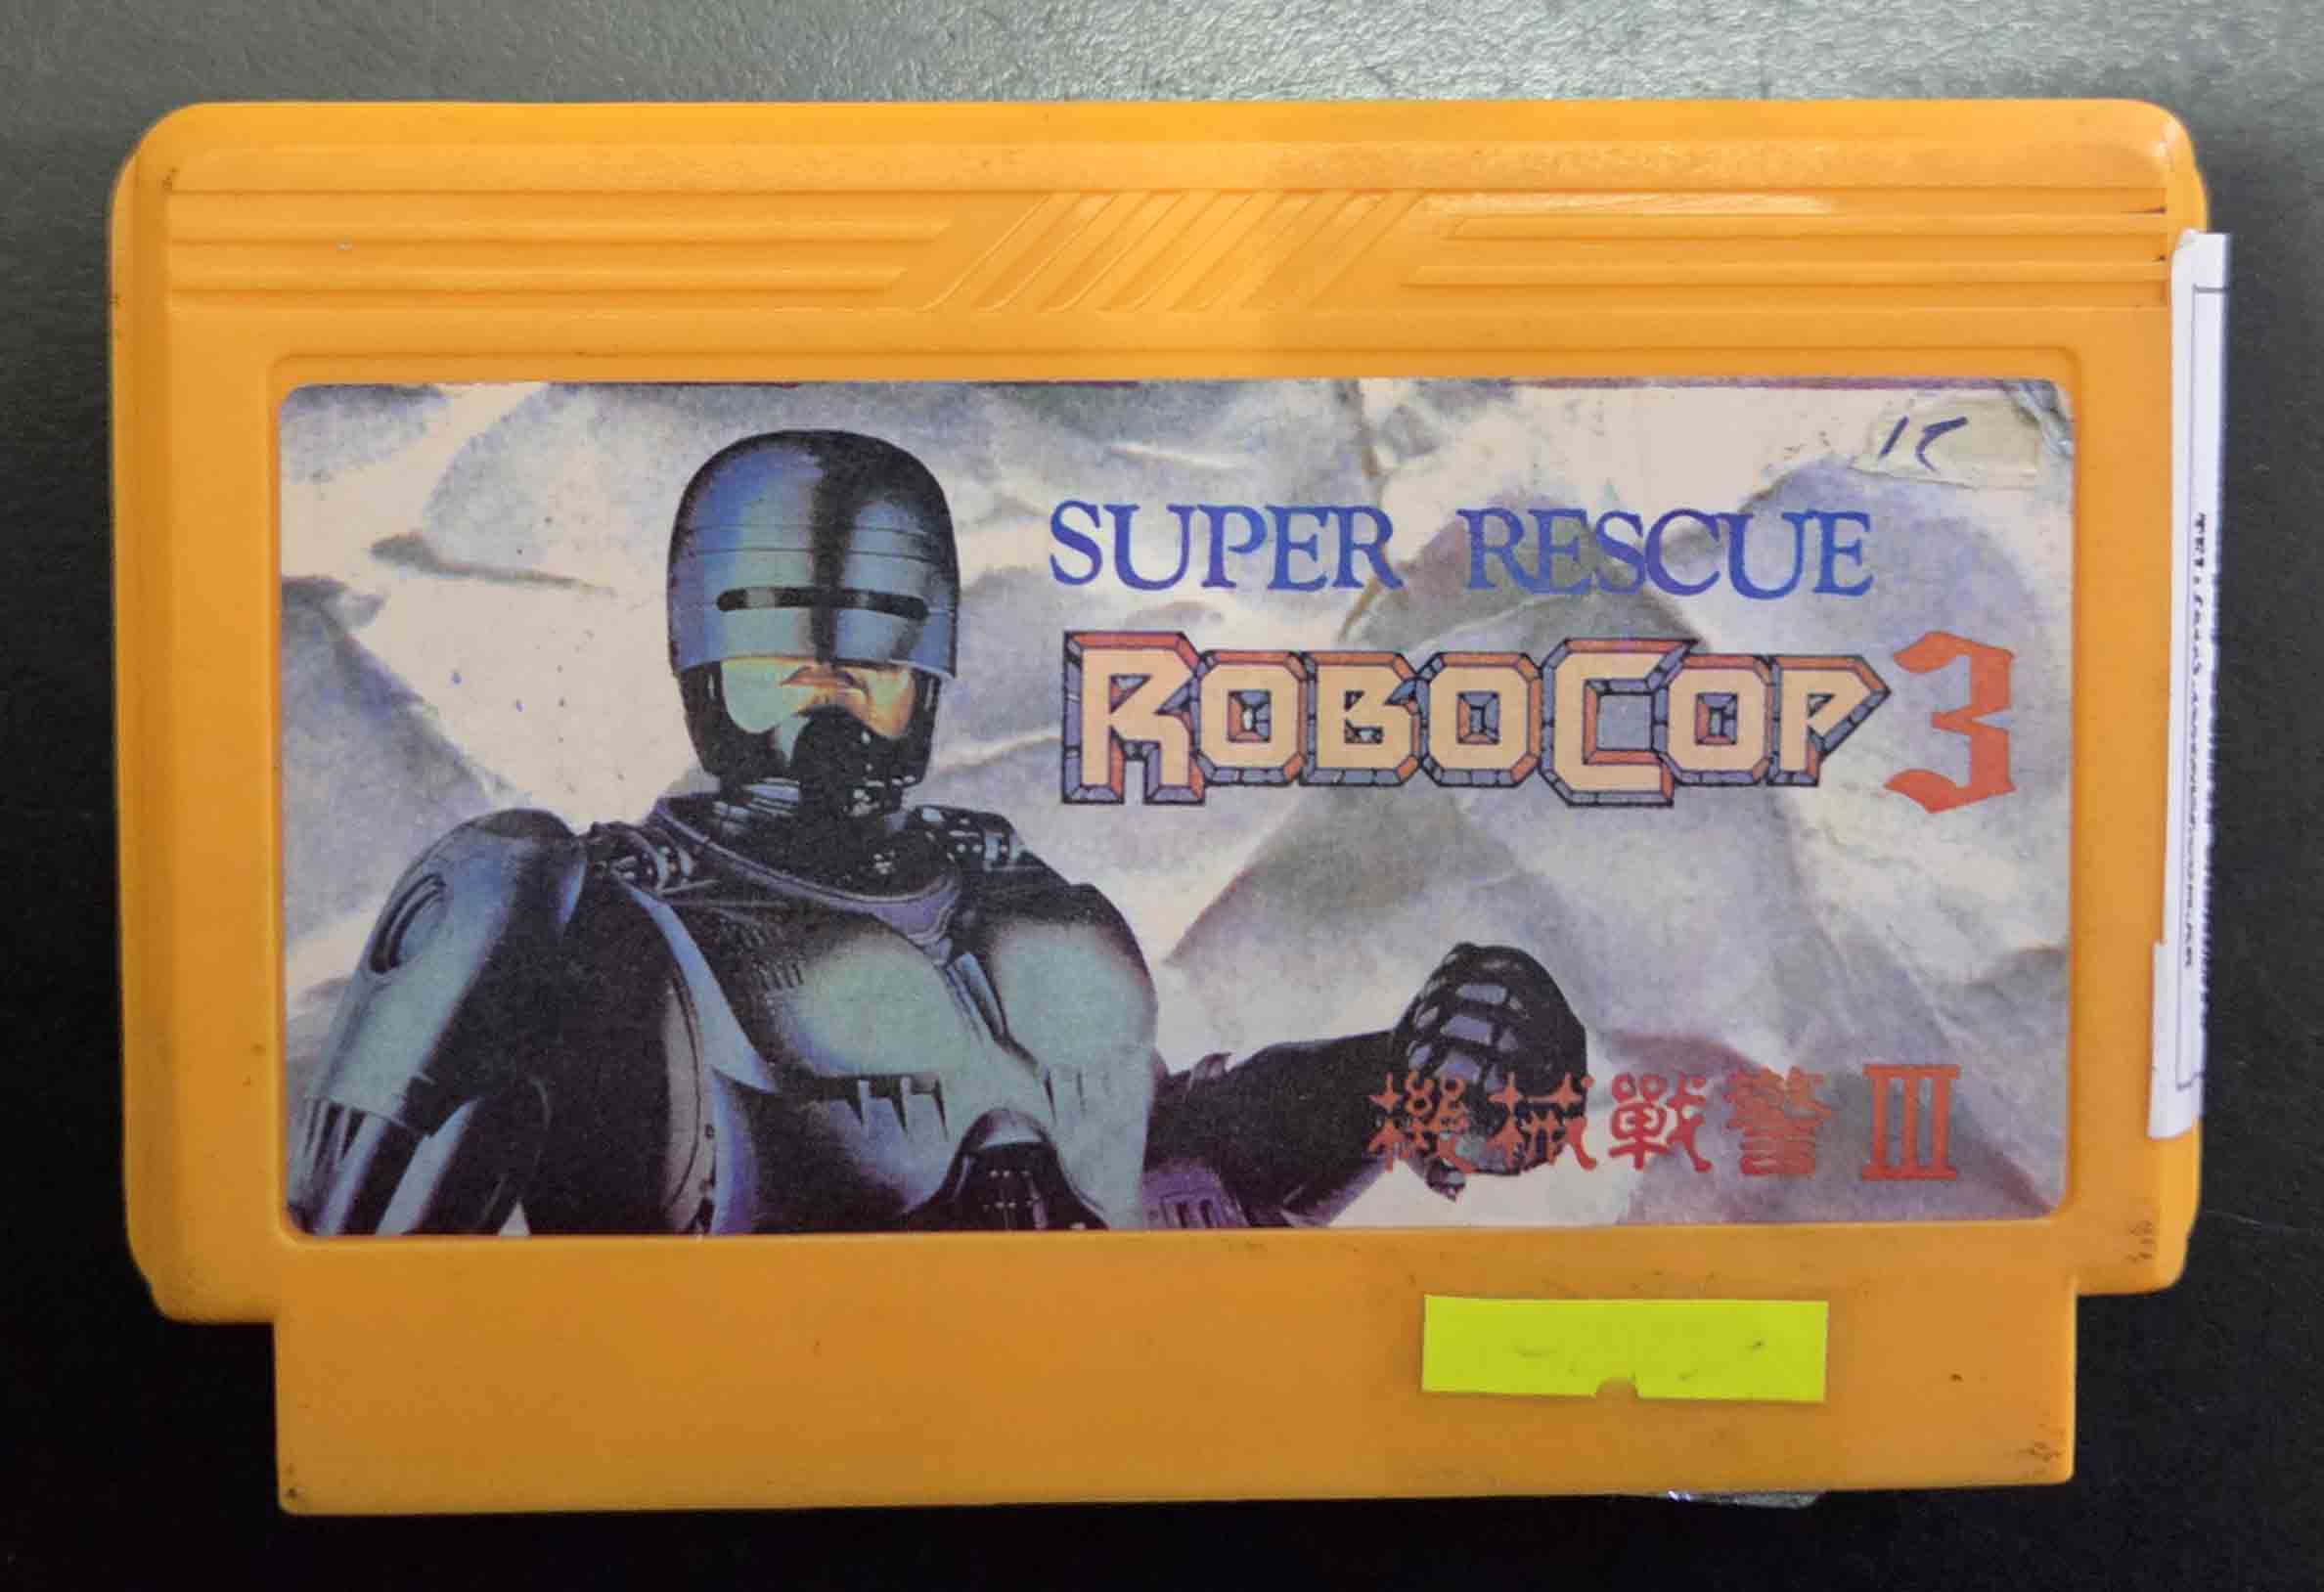 SUPER RESCUE
ROBOCOP 3
機械戰警 III